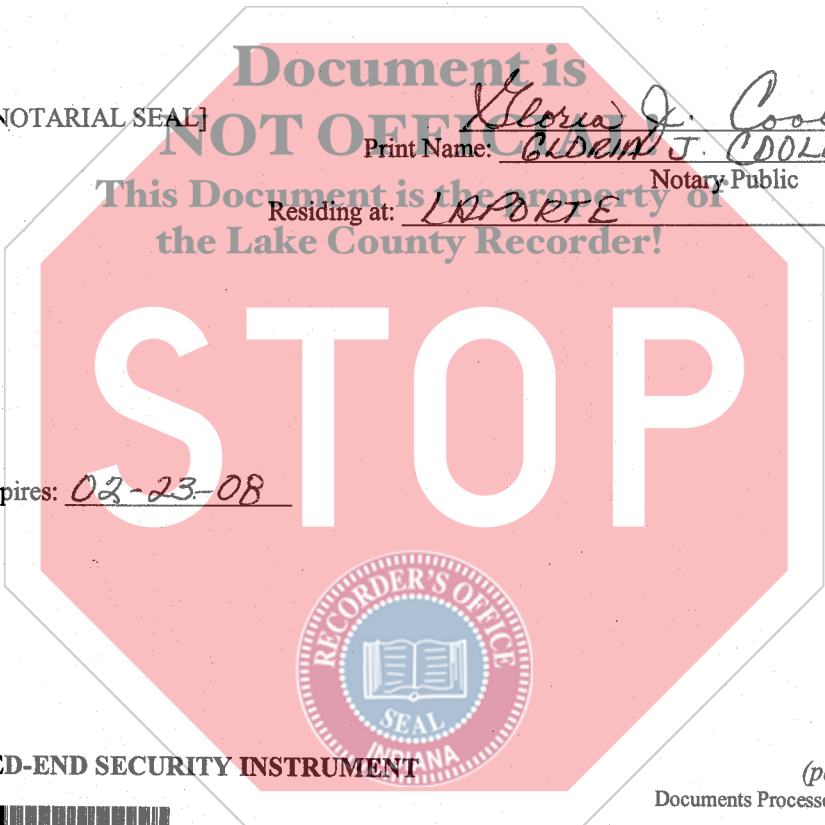 Document is
NOTARIAL SEAL]
Gloria J.
NOT OFFICIAL!
Print Name: GLORIA J.
Notary Public
This Document is the property of
Residing at: LAPORTE
the Lake County Recorder!
STOP
pires: 02-23-08
RECORDER'S OFFICE
SEAL
INDIANA
ED-END SECURITY INSTRUMENT
Documents Process